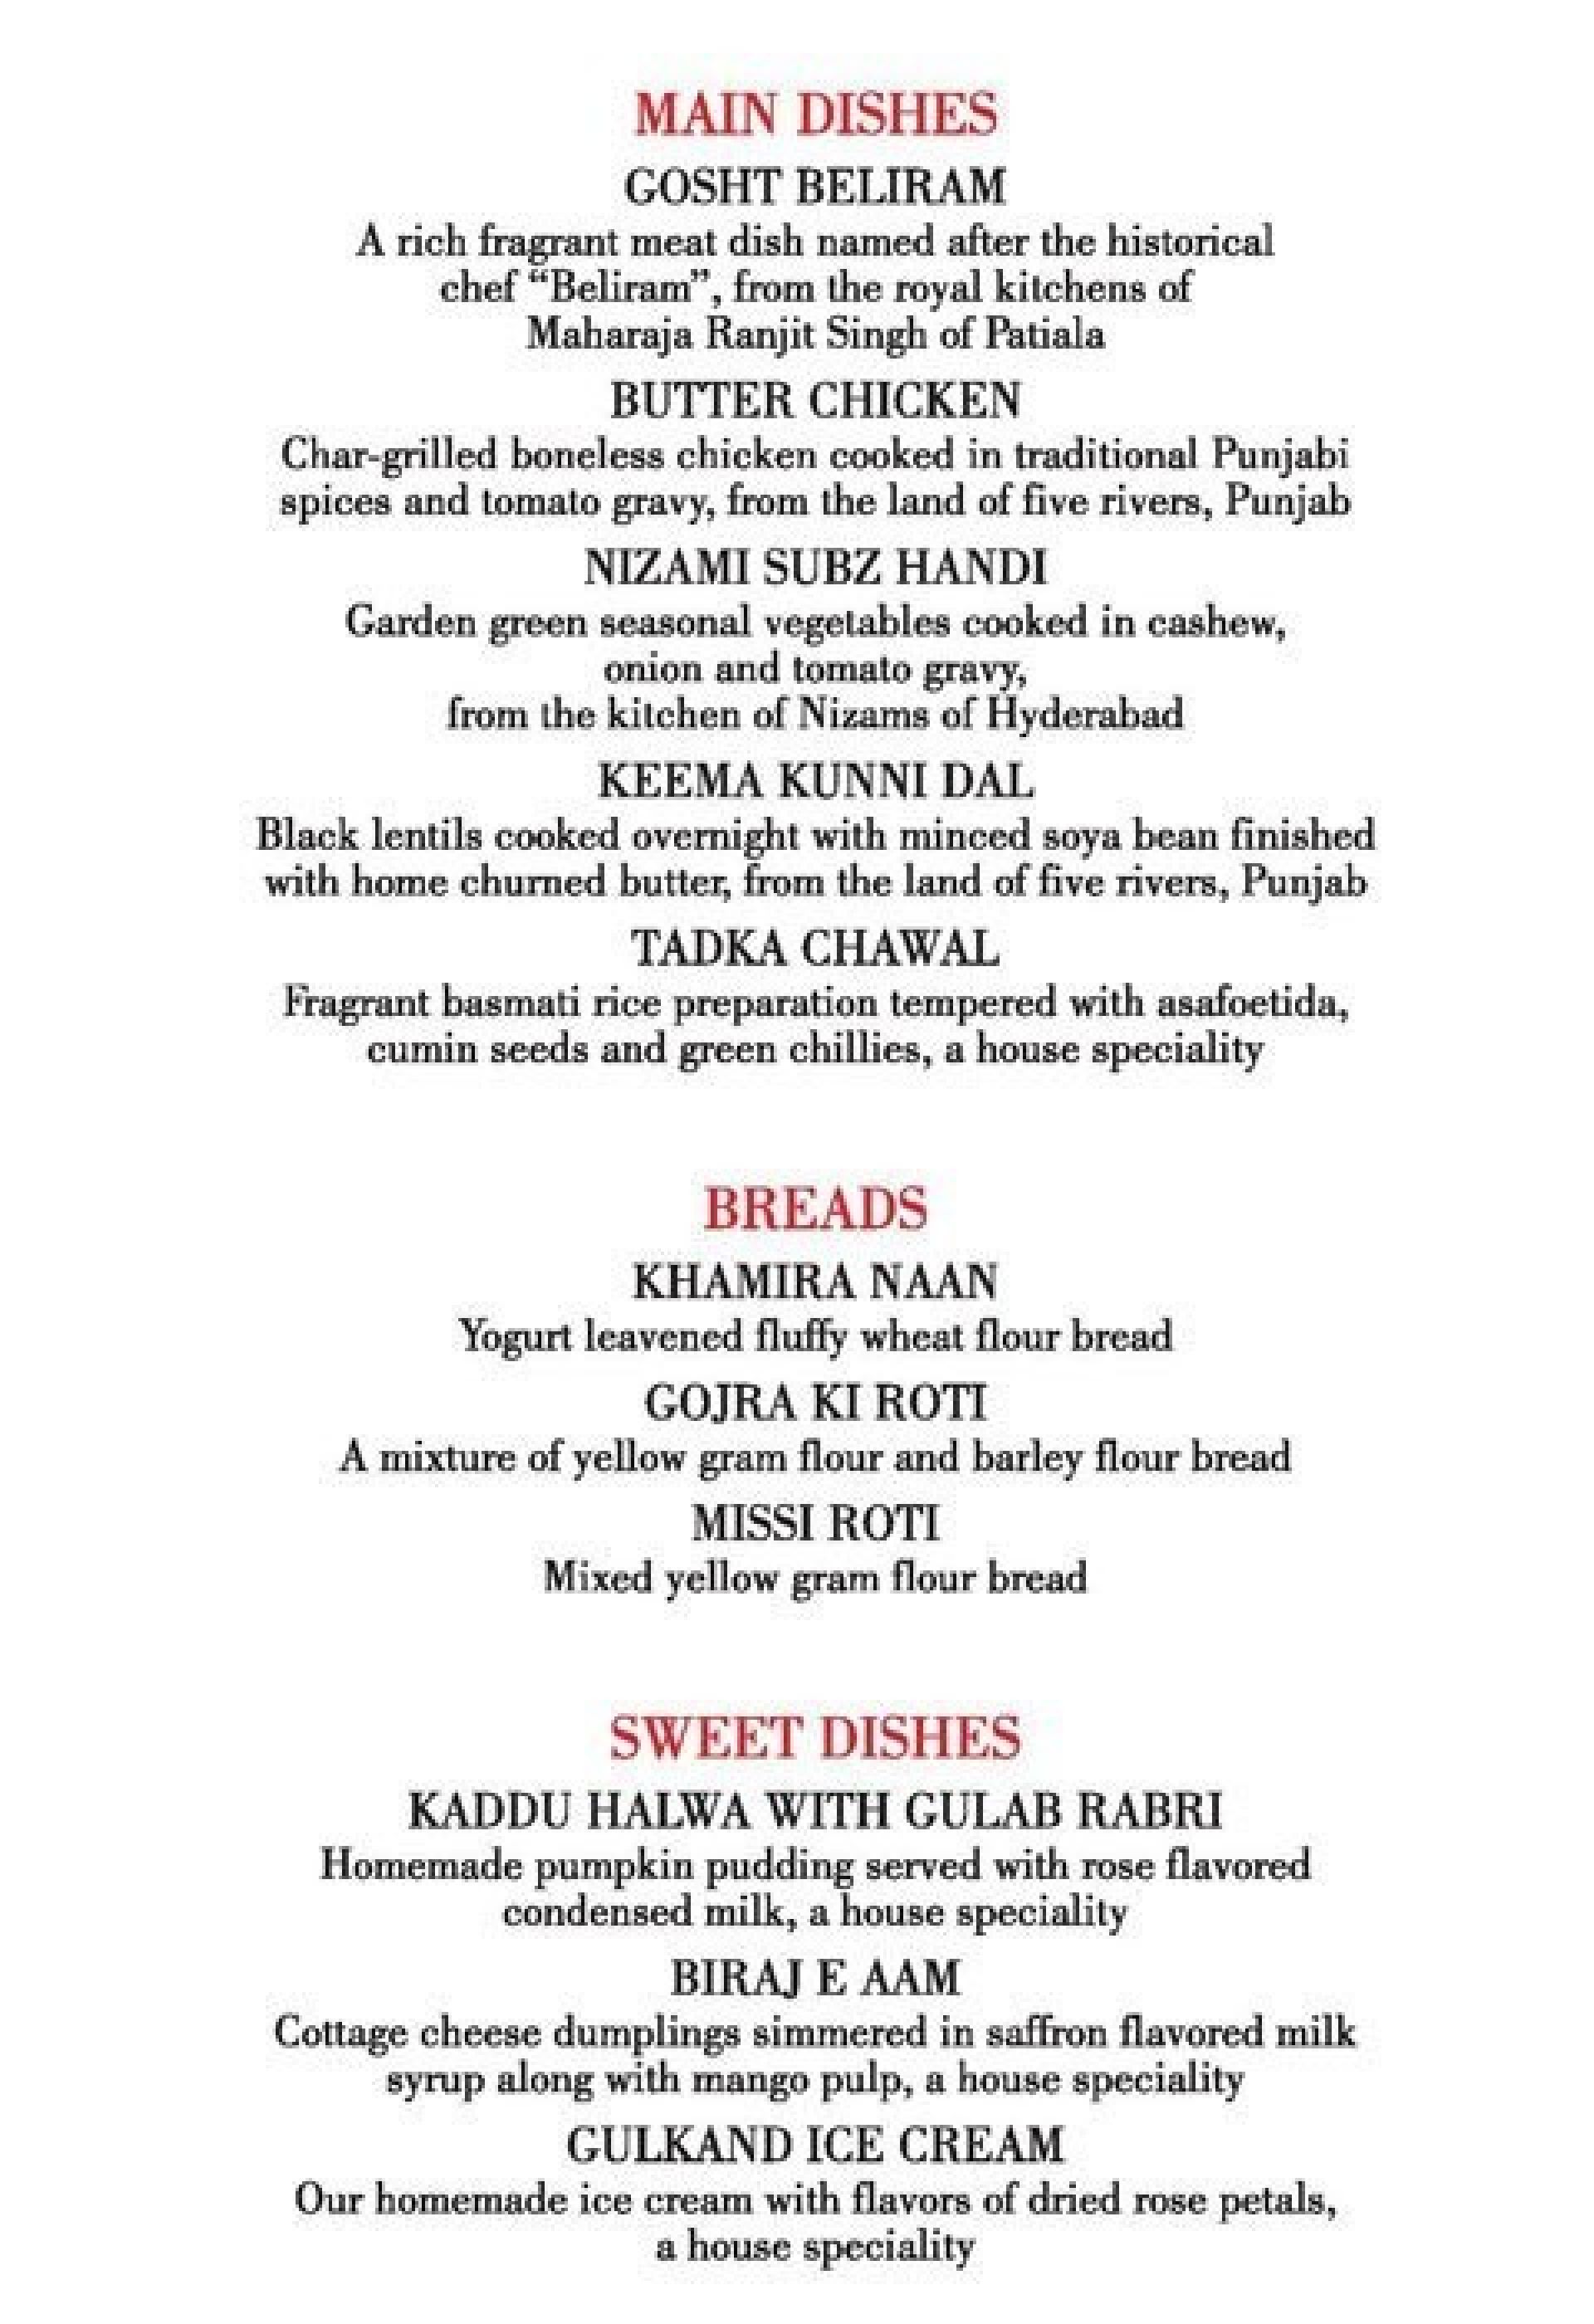 MAIN DISHES
GOSHT BELIRAM
A rich fragrant meat dish named after the historical
chef “Beliram”, from the royal kitchens of
Maharaja Ranjit Singh of Patiala
BUTTER CHICKEN
Char-grilled boneless chicken cooked in traditional Punjabi
spices and tomato gravy, from the land of five rivers, Punjab
NIZAMI SUBZ HANDI
Garden green seasonal vegetables cooked in cashew,
onion and tomato gravy,
from the kitchen of Nizams of Hyderabad
KEEMA KUNNI DAL
Black lentils cooked overnight with minced soya bean finished
with home churned butter, from the land of five rivers, Punjab
TADKA CHAWAL
Fragrant basmati rice preparation tempered with asafoetida,
cumin seeds and green chillies, a house speciality
BREADS
KHAMIRA NAAN
Yogurt leavened fluffy wheat flour bread
GOJRA KI ROTI
A mixture of yellow gram flour and barley flour bread
MISSI ROTI
Mixed yellow gram flour bread
SWEET DISHES
KADDU HALWA WITH GULAB RABRI
Homemade pumpkin pudding served with rose flavored
condensed milk, a house speciality
BIRAJ E AAM
Cottage cheese dumplings simmered in saffron flavored milk
syrup along with mango pulp, a house speciality
GULKAND ICE CREAM
Our homemade ice cream with flavors of dried rose petals,
a house speciality